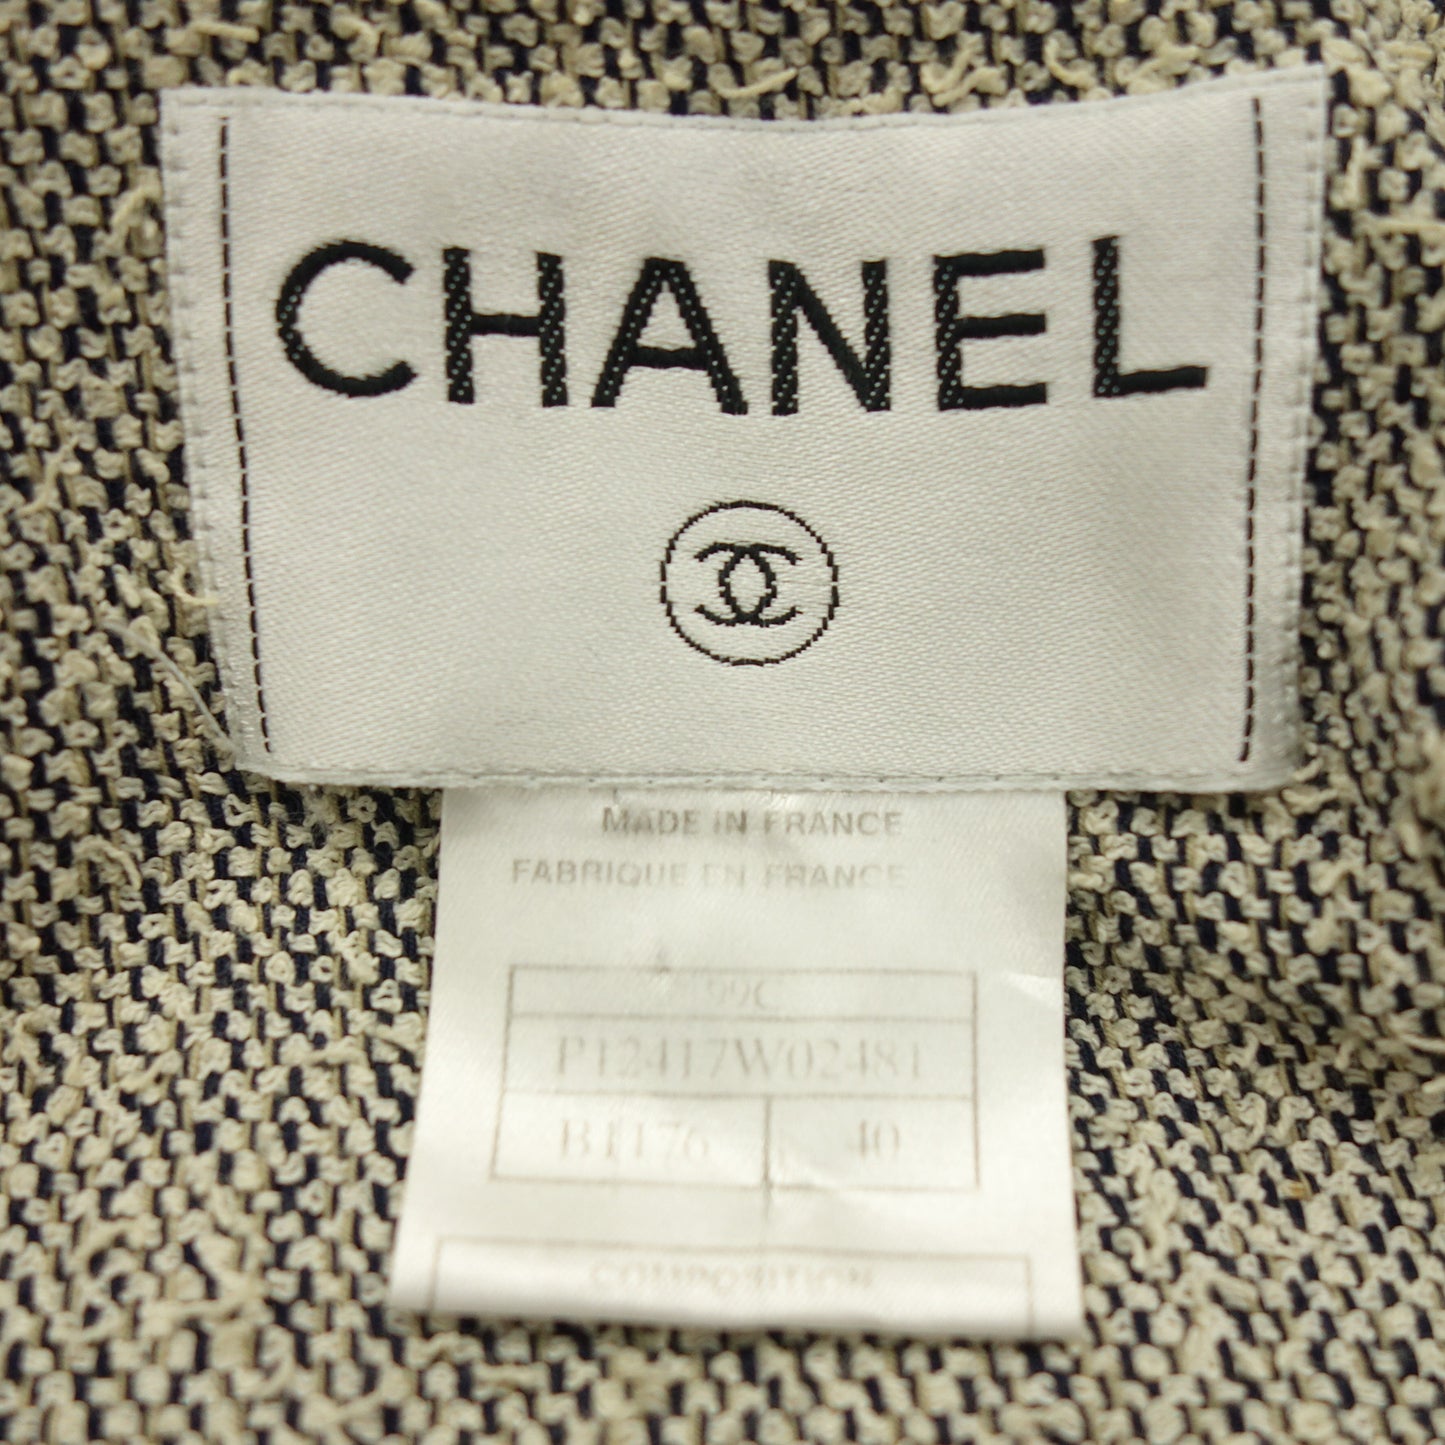 CHANEL
MADE IN FRANCE
FABRIQUE EN FRANCE
99C
P12417W02481
B1176 40
COMPOSITION